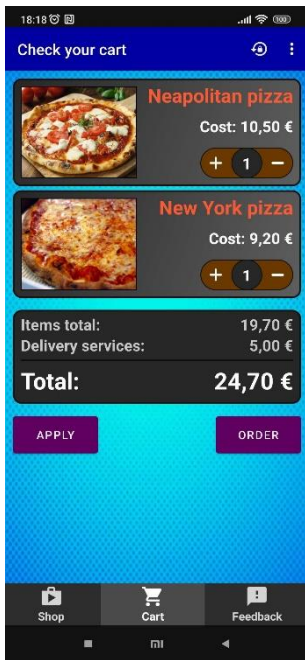 18:18
100
Check your cart
Neapolitan pizza
Cost: 10,50 €
+ 1 −
New York pizza
Cost: 9,20 €
+ 1 −
Items total: 19,70 €
Delivery services: 5,00 €
Total: 24,70 €
APPLY ORDER
Shop Cart Feedback